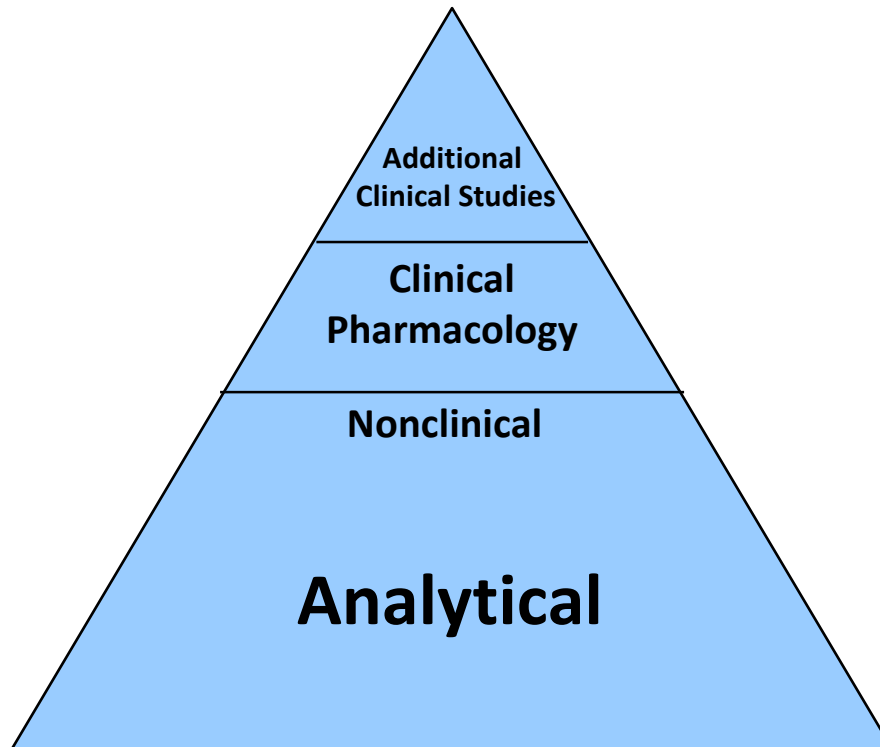 Additional
Clinical Studies
Clinical
Pharmacology
Nonclinical
Analytical